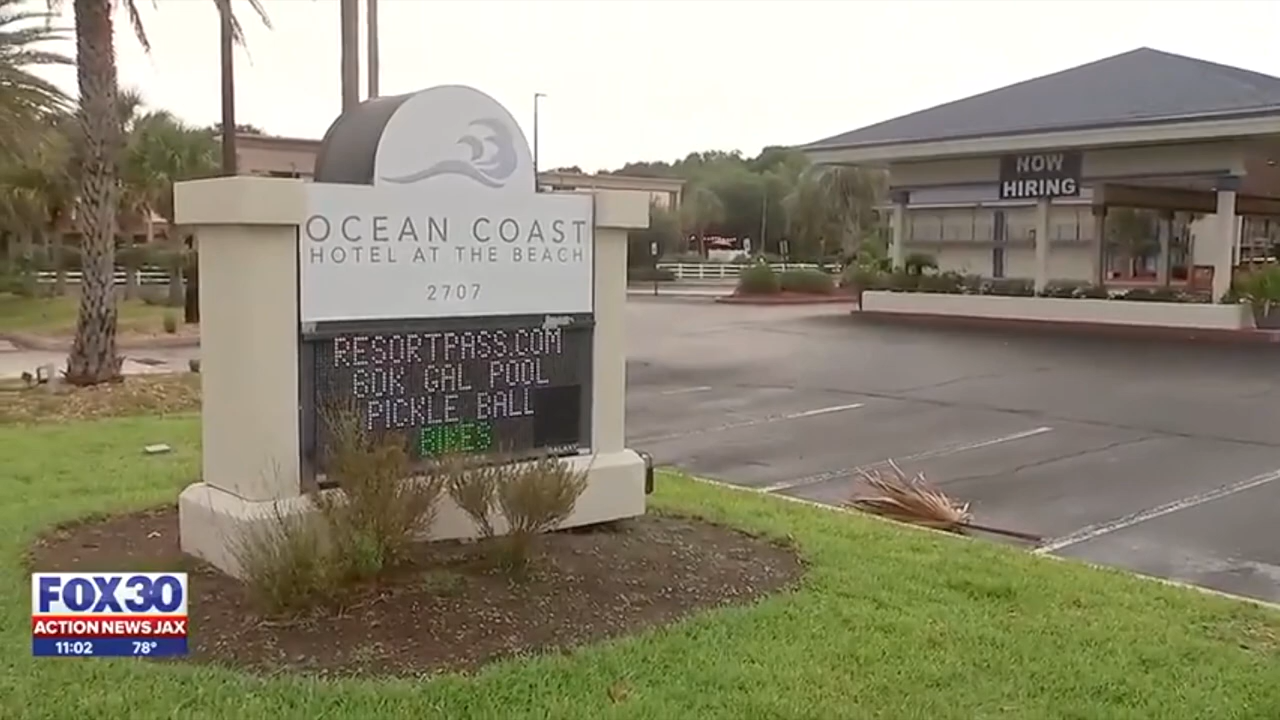 OCEAN COAST
HOTEL AT THE BEACH
2707
RESORTPASS.COM
60K GAL POOL
PICKLE BALL
BIKES
NOW
HIRING
FOX30
ACTION NEWS JAX
11:02 78°